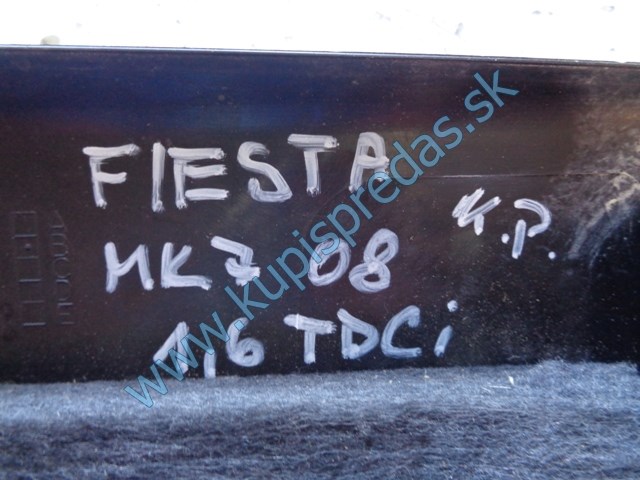 FIESTA
MK7 08 K.P.
1,6 TDCi
www.kupispredas.sk